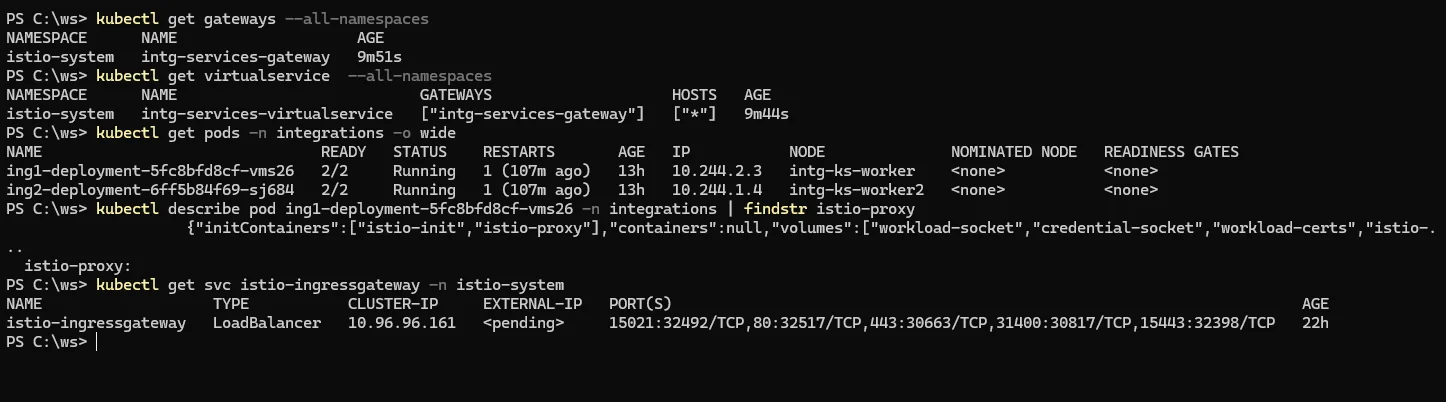 PS C:\ws> kubectl get gateways --all-namespaces
NAMESPACE      NAME                    AGE
istio-system   intg-services-gateway   9m51s
PS C:\ws> kubectl get virtualservice  --all-namespaces
NAMESPACE      NAME                           GATEWAYS                    HOSTS   AGE
istio-system   intg-services-virtualservice   ["intg-services-gateway"]   ["*"]   9m44s
PS C:\ws> kubectl get pods -n integrations -o wide
NAME                               READY   STATUS    RESTARTS       AGE   IP           NODE              NOMINATED NODE   READINESS GATES
ing1-deployment-5fc8bfd8cf-vms26   2/2     Running   1 (107m ago)   13h   10.244.2.3   intg-ks-worker    <none>           <none>
ing2-deployment-6ff5b84f69-sj684   2/2     Running   1 (107m ago)   13h   10.244.1.4   intg-ks-worker2   <none>           <none>
PS C:\ws> kubectl describe pod ing1-deployment-5fc8bfd8cf-vms26 -n integrations | findstr istio-proxy
                  {"initContainers":["istio-init","istio-proxy"],"containers":null,"volumes":["workload-socket","credential-socket","workload-certs","istio-.
..
  istio-proxy:
PS C:\ws> kubectl get svc istio-ingressgateway -n istio-system
NAME                   TYPE           CLUSTER-IP     EXTERNAL-IP   PORT(S)                                                                      AGE
istio-ingressgateway   LoadBalancer   10.96.96.161   <pending>     15021:32492/TCP,80:32517/TCP,443:30663/TCP,31400:30817/TCP,15443:32398/TCP   22h
PS C:\ws>